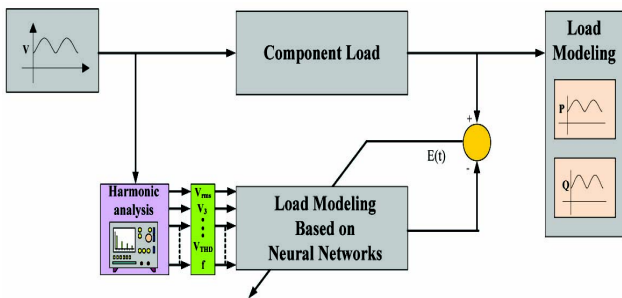 V
Component Load
Load
Modeling
P
Q
+
-
E(t)
Harmonic
analysis
Vrms
V3
VTHD
f
Load Modeling
Based on
Neural Networks